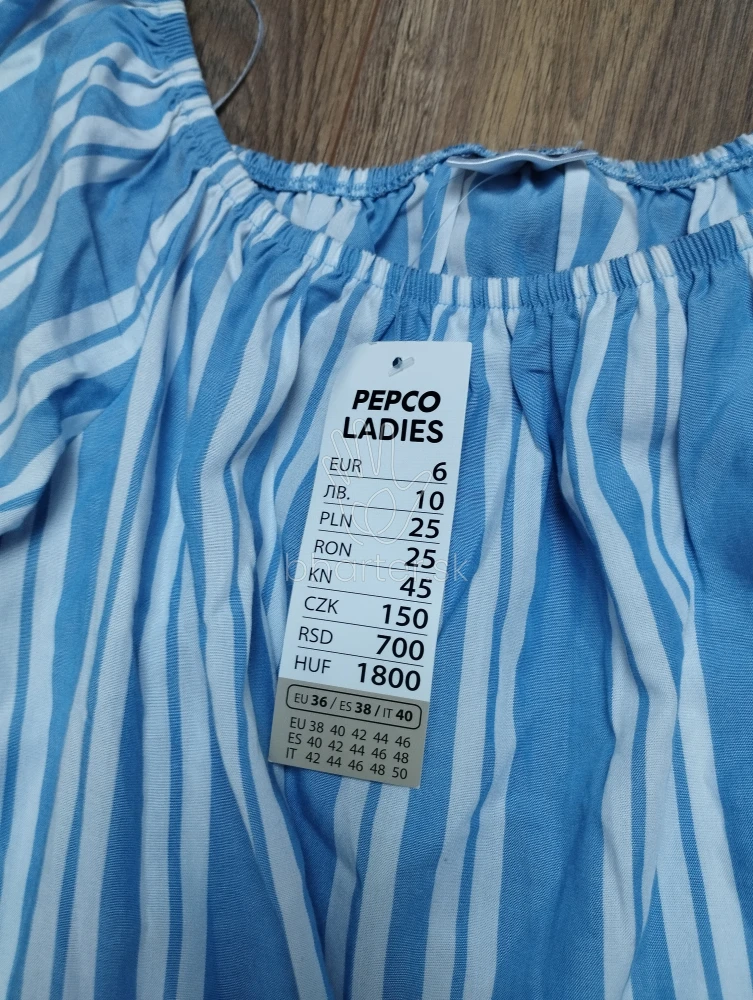 PEPCO
LADIES
EUR 6
ЛВ. 10
PLN 25
RON 25
KN 45
CZK 150
RSD 700
HUF 1800
EU 36 / ES 38 / IT 40
EU 38 40 42 44 46
ES 40 42 44 46 48
IT 42 44 46 48 50